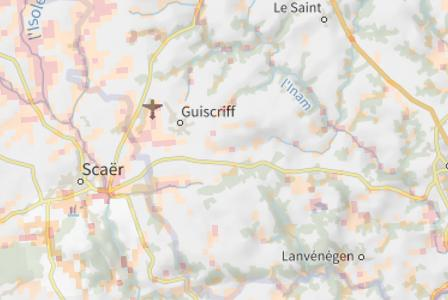 Le Saint
l'Isole
l'Inam
Guiscriff
Scaër
Lanvénégen